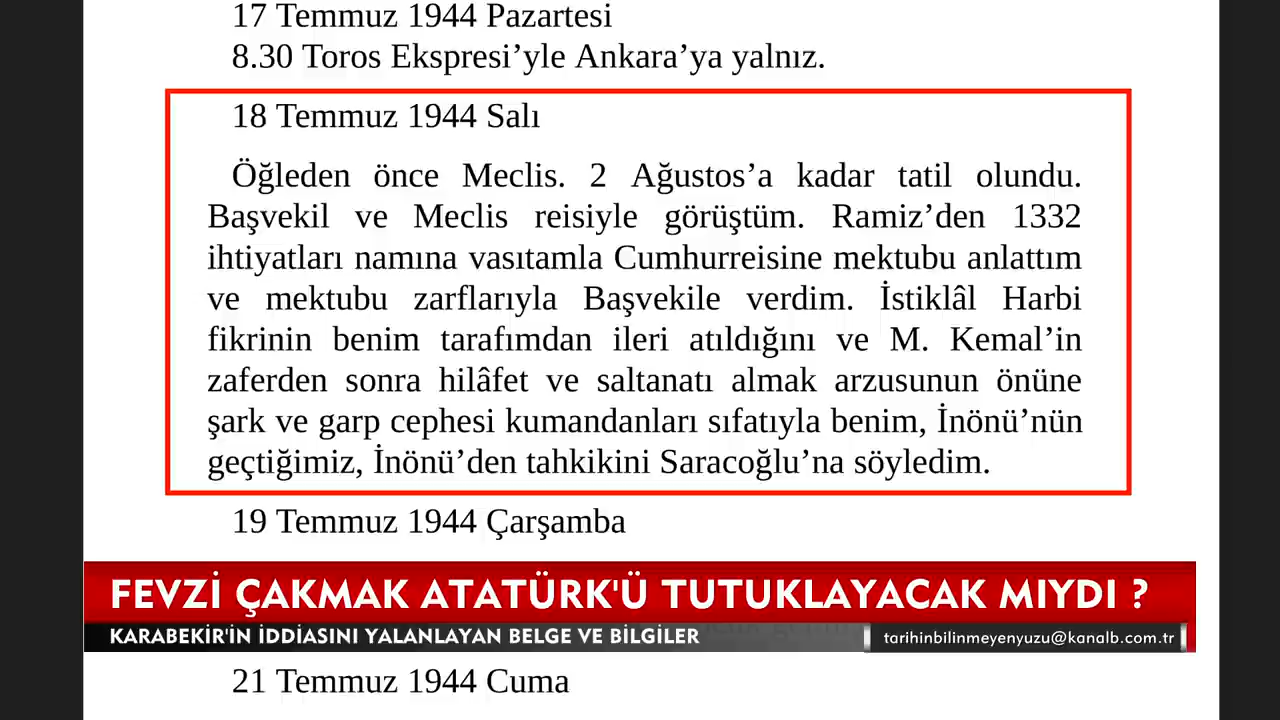 17 Temmuz 1944 Pazartesi
8.30 Toros Ekspresi’yle Ankara’ya yalnız.
18 Temmuz 1944 Salı
Öğleden önce Meclis. 2 Ağustos’a kadar tatil olundu.
Başvekil ve Meclis reisiyle görüştüm. Ramiz’den 1332
ihtiyatları namına vasıtamla Cumhurreisine mektubu anlattım
ve mektubu zarflarıyla Başvekile verdim. İstiklâl Harbi
fikrinin benim tarafımdan ileri atıldığını ve M. Kemal’in
zaferden sonra hilâfet ve saltanatı almak arzusunun önüne
şark ve garp cephesi kumandanları sıfatıyla benim, İnönü’nün
geçtiğimiz, İnönü’den tahkikini Saracoğlu’na söyledim.
19 Temmuz 1944 Çarşamba
FEVZİ ÇAKMAK ATATÜRK'Ü TUTUKLAYACAK MIYDI ?
KARABEKİR'İN İDDİASINI YALANLAYAN BELGE VE BİLGİLER
tarihinbilinmeyenyuzu@kanalb.com.tr
21 Temmuz 1944 Cuma